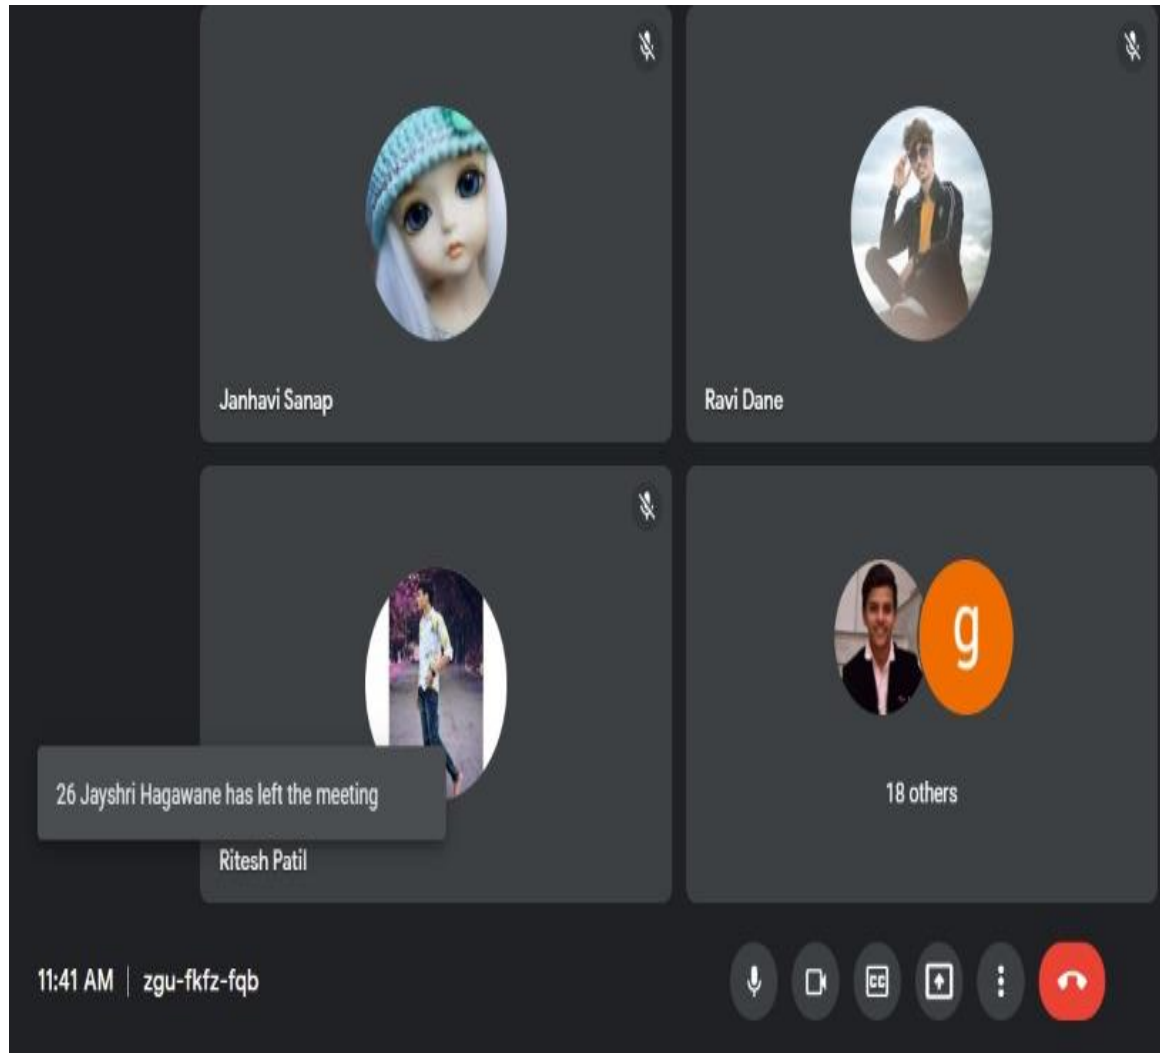 Janhavi Sanap
Ravi Dane
g
18 others
26 Jayshri Hagawane has left the meeting
Ritesh Patil
11:41 AM | zgu-fkfz-fqb
CC